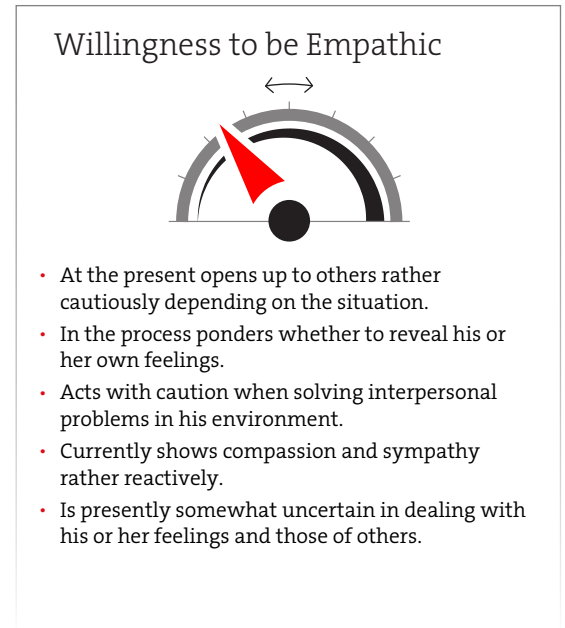 Willingness to be Empathic
• At the present opens up to others rather
cautiously depending on the situation.
• In the process ponders whether to reveal his or
her own feelings.
• Acts with caution when solving interpersonal
problems in his environment.
• Currently shows compassion and sympathy
rather reactively.
• Is presently somewhat uncertain in dealing with
his or her feelings and those of others.